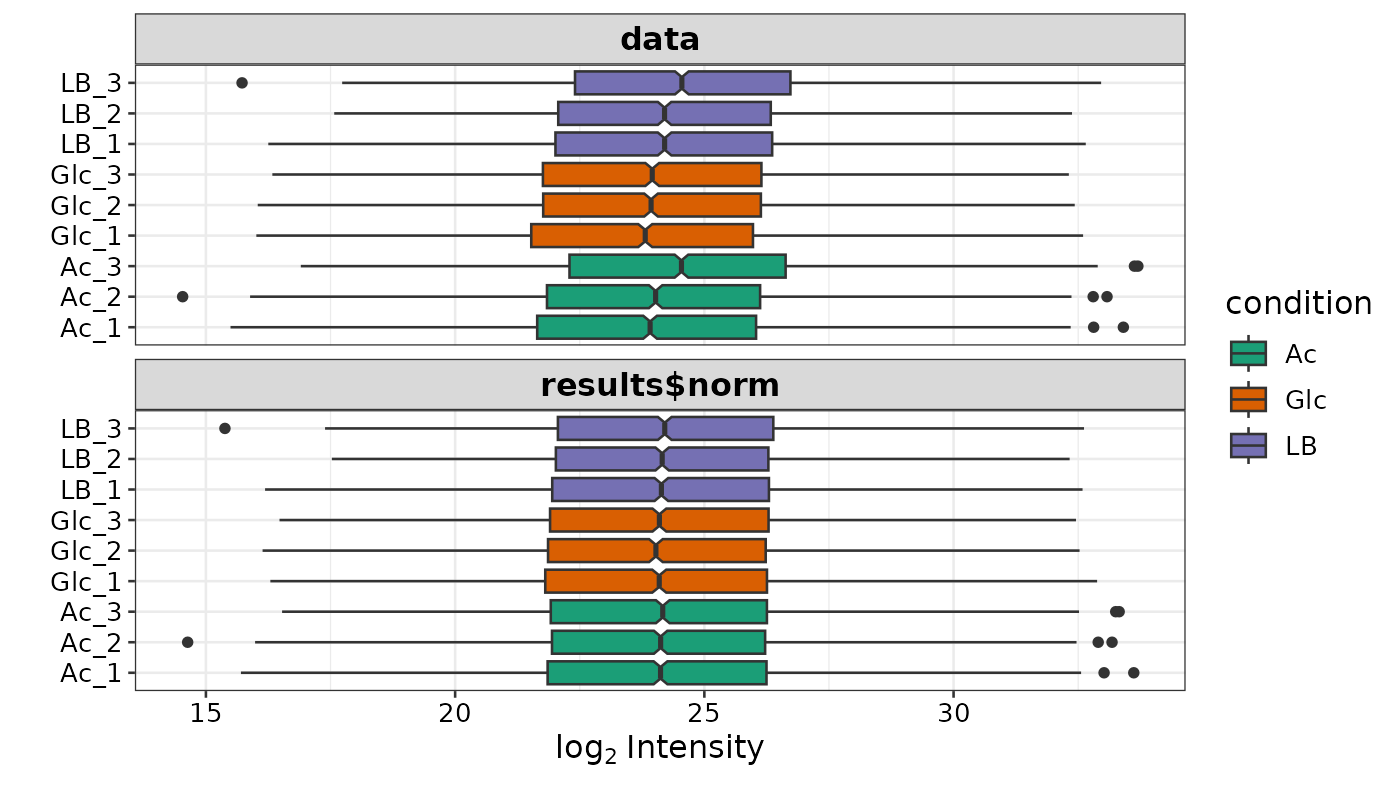 data
LB_3
LB_2
LB_1
Glc_3
Glc_2
Glc_1
Ac_3
Ac_2
Ac_1
results$norm
LB_3
LB_2
LB_1
Glc_3
Glc_2
Glc_1
Ac_3
Ac_2
Ac_1
15 20 25 30
log₂ Intensity
condition
Ac
Glc
LB